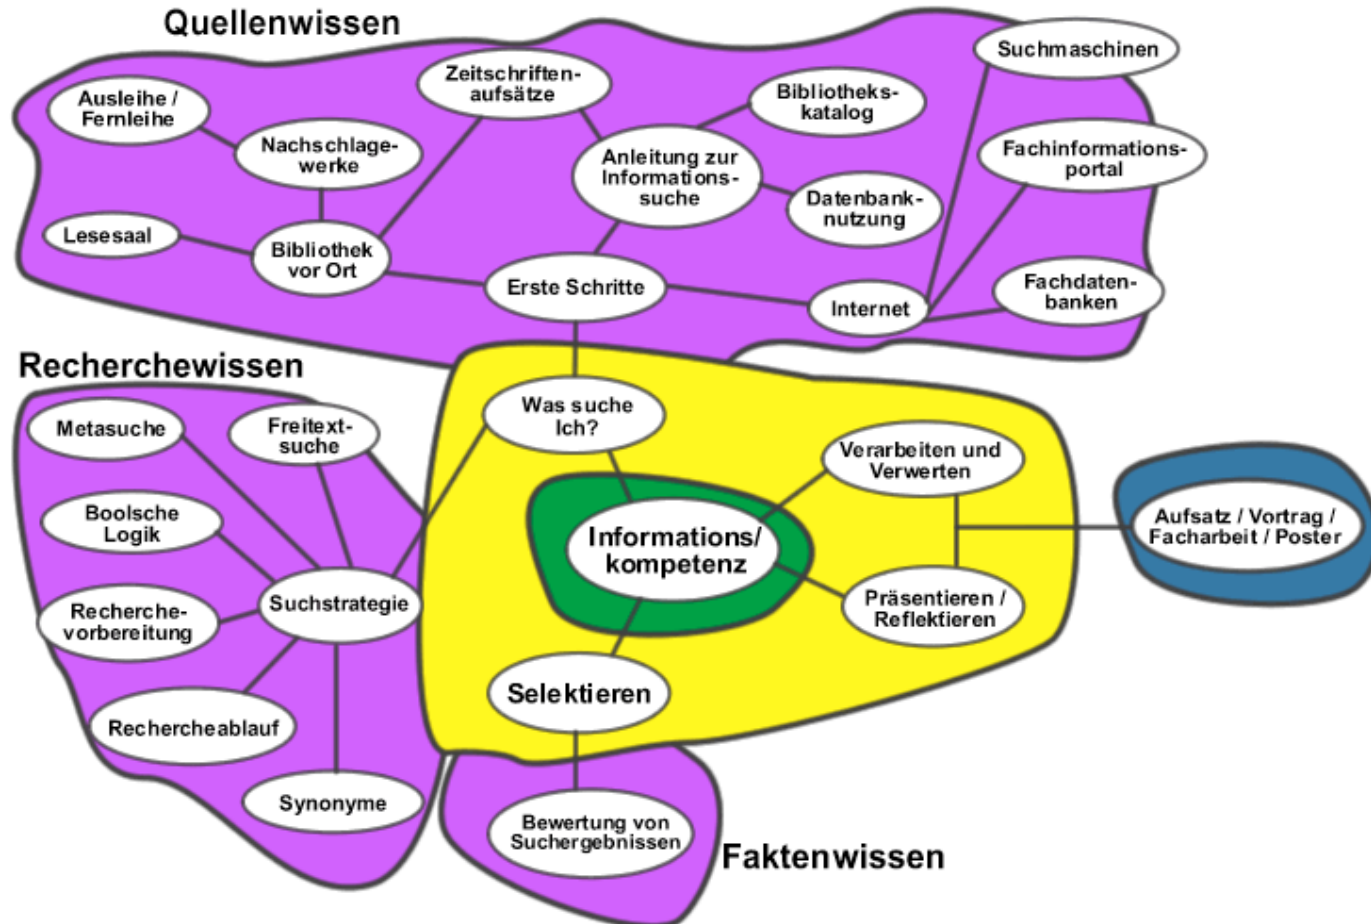 Quellenwissen
Suchmaschinen
Zeitschriften-
aufsätze
Ausleihe /
Fernleihe
Bibliotheks-
katalog
Nachschlage-
werke
Anleitung zur
Informations-
suche
Fachinformations-
portal
Datenbank-
nutzung
Lesesaal
Bibliothek
vor Ort
Erste Schritte
Internet
Fachdaten-
banken
Recherchewissen
Metasuche
Freitext-
suche
Was suche
Ich?
Verarbeiten und
Verwerten
Boolsche
Logik
Informations/
kompetenz
Aufsatz / Vortrag /
Facharbeit / Poster
Recherche-
vorbereitung
Suchstrategie
Präsentieren /
Reflektieren
Selektieren
Rechercheablauf
Synonyme
Bewertung von
Suchergebnissen
Faktenwissen